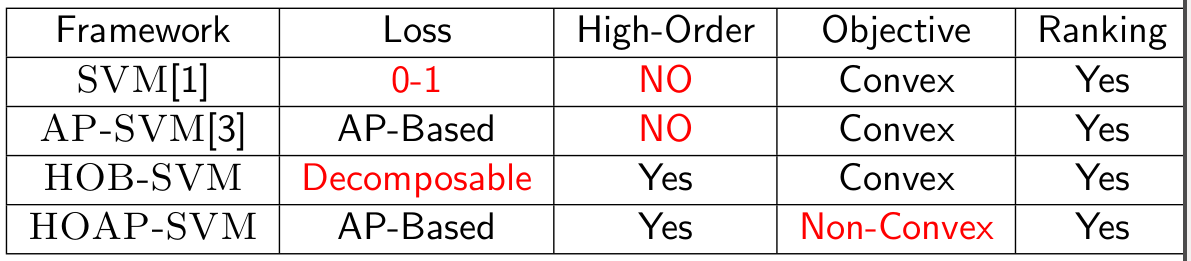 Framework Loss High-Order Objective Ranking
SVM[1] 0-1 NO Convex Yes
AP-SVM[3] AP-Based NO Convex Yes
HOB-SVM Decomposable Yes Convex Yes
HOAP-SVM AP-Based Yes Non-Convex Yes